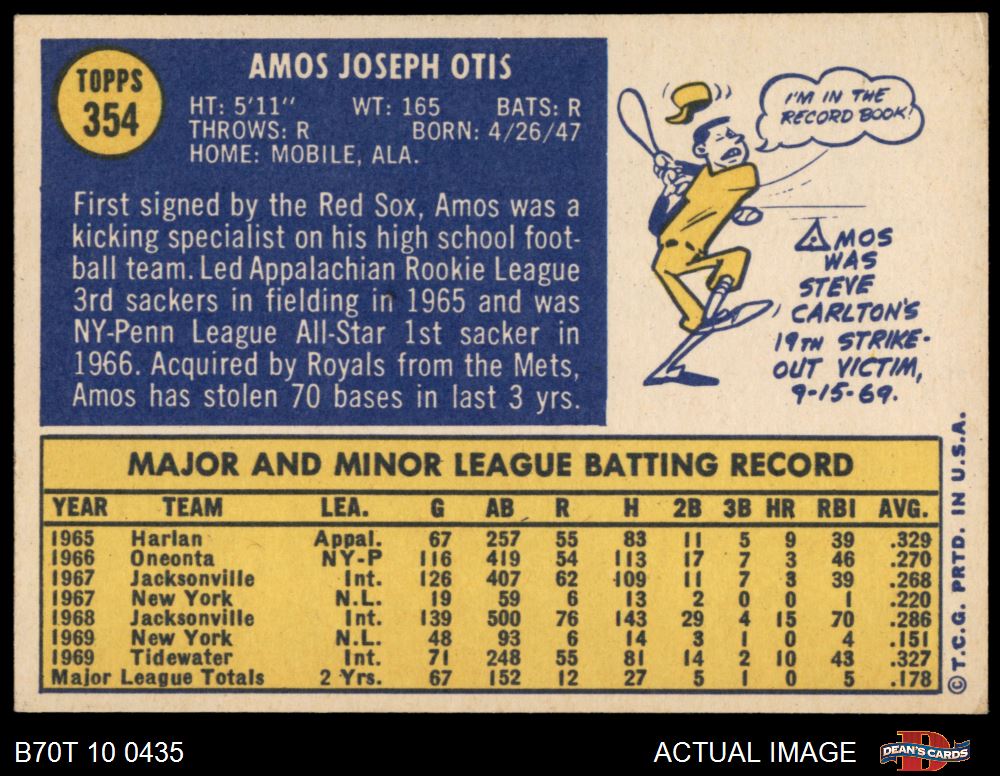 TOPPS
354
AMOS JOSEPH OTIS
HT: 5'11" WT: 165 BATS: R
THROWS: R BORN: 4/26/47
HOME: MOBILE, ALA.
First signed by the Red Sox, Amos was a
kicking specialist on his high school foot-
ball team. Led Appalachian Rookie League
3rd sackers in fielding in 1965 and was
NY-Penn League All-Star 1st sacker in
1966. Acquired by Royals from the Mets,
Amos has stolen 70 bases in last 3 yrs.
I'M IN THE
RECORD BOOK!
AMOS
WAS
STEVE
CARLTON'S
19TH STRIKE-
OUT VICTIM,
9-15-69.
MAJOR AND MINOR LEAGUE BATTING RECORD
YEAR TEAM LEA. G AB R H 2B 3B HR RBI AVG.
1965 Harlan Appal. 67 257 55 83 11 5 9 39 .329
1966 Oneonta NY-P 116 419 54 113 17 7 3 46 .270
1967 Jacksonville Int. 126 407 62 109 11 7 3 39 .268
1967 New York N.L. 19 59 6 13 2 0 0 1 .220
1968 Jacksonville Int. 139 500 76 143 29 4 15 70 .286
1969 New York N.L. 48 93 6 14 3 1 0 4 .151
1969 Tidewater Int. 71 248 55 81 14 2 10 43 .327
Major League Totals 2 Yrs. 67 152 12 27 5 1 0 5 .178
© T.C.G. PRTD. IN U.S.A.
B70T 10 0435
ACTUAL IMAGE
DEAN'S CARDS